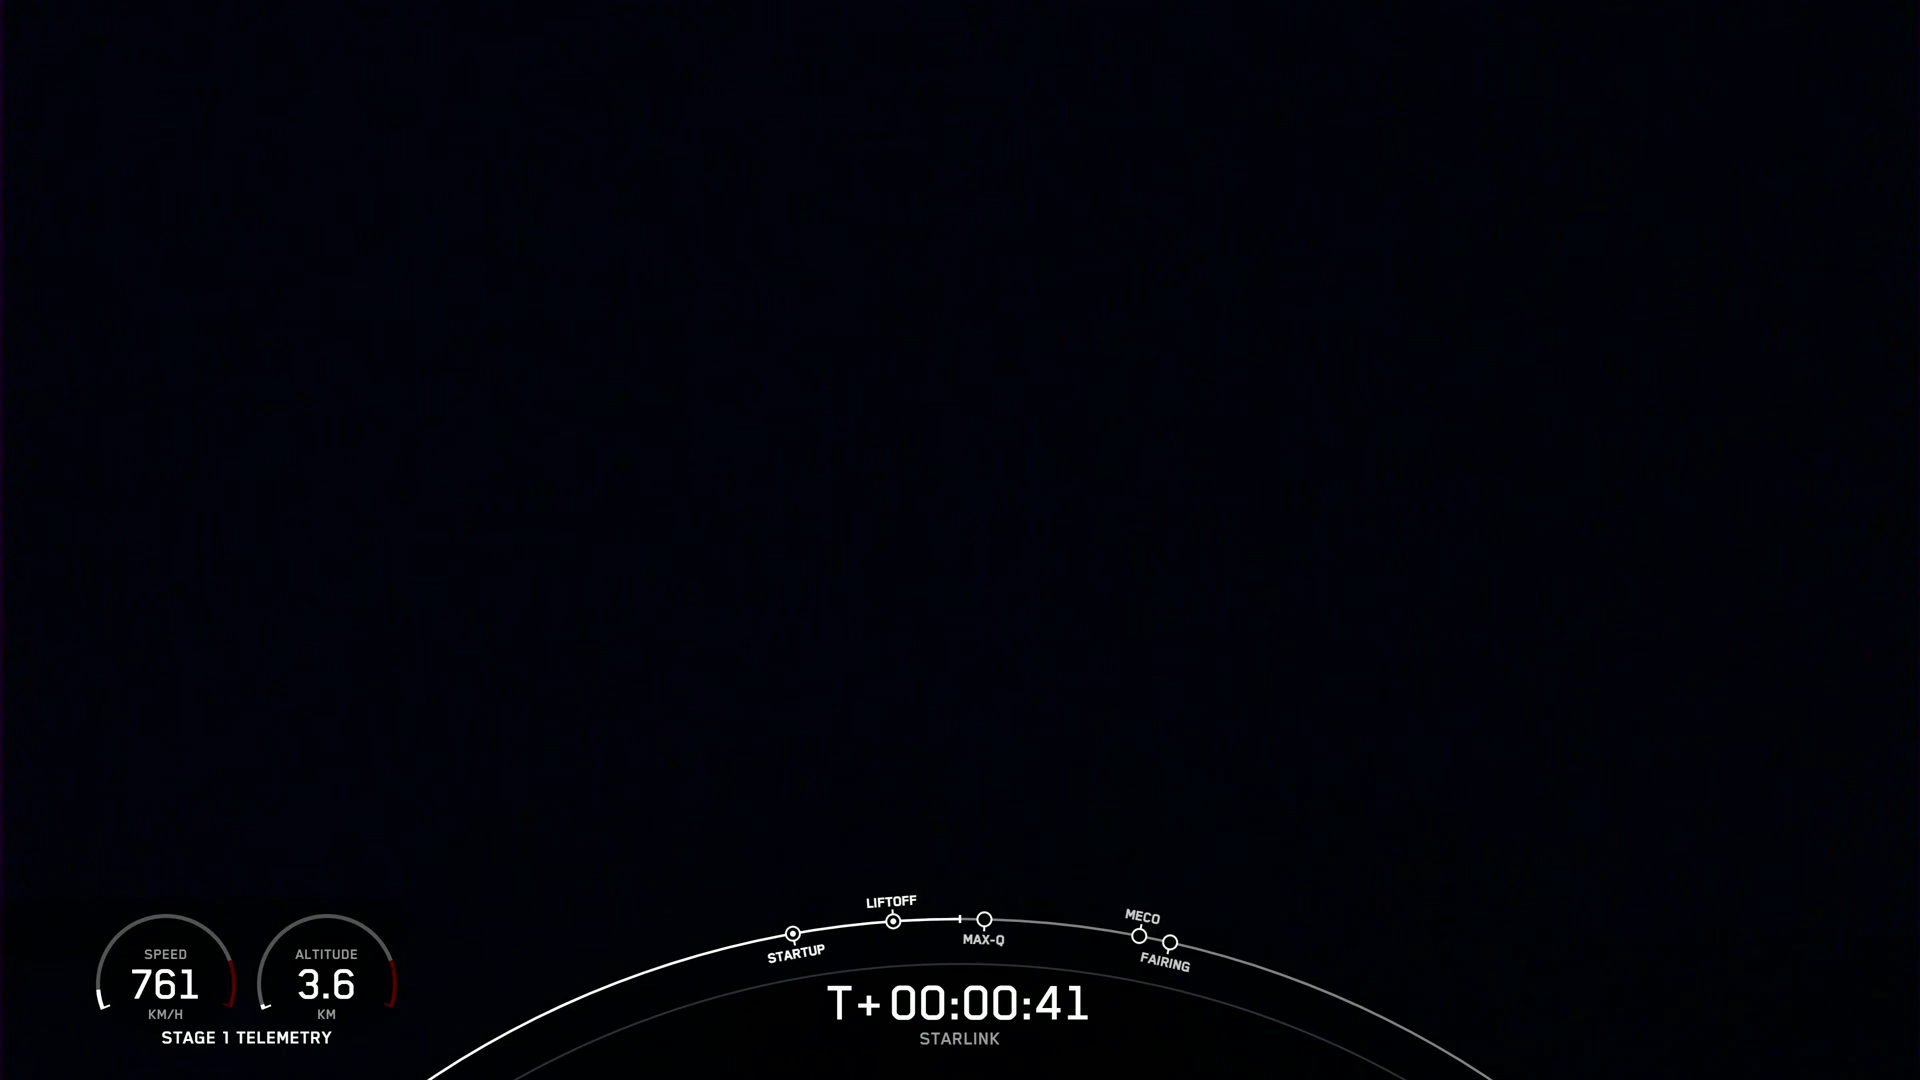 LIFTOFF
MECO
STARTUP
MAX-Q
FAIRING
SPEED
761
KM/H
ALTITUDE
3.6
KM
STAGE 1 TELEMETRY
T+00:00:41
STARLINK